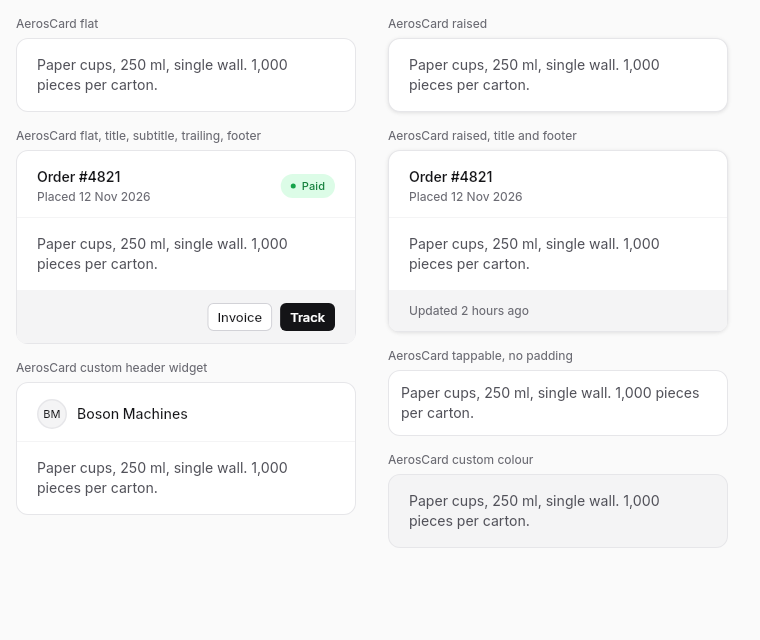 AerosCard flat
Paper cups, 250 ml, single wall. 1,000
pieces per carton.
AerosCard flat, title, subtitle, trailing, footer
Order #4821
Placed 12 Nov 2026
Paid
Paper cups, 250 ml, single wall. 1,000
pieces per carton.
Invoice
Track
AerosCard custom header widget
BM
Boson Machines
Paper cups, 250 ml, single wall. 1,000
pieces per carton.
AerosCard raised
Paper cups, 250 ml, single wall. 1,000
pieces per carton.
AerosCard raised, title and footer
Order #4821
Placed 12 Nov 2026
Paper cups, 250 ml, single wall. 1,000
pieces per carton.
Updated 2 hours ago
AerosCard tappable, no padding
Paper cups, 250 ml, single wall. 1,000 pieces
per carton.
AerosCard custom colour
Paper cups, 250 ml, single wall. 1,000
pieces per carton.